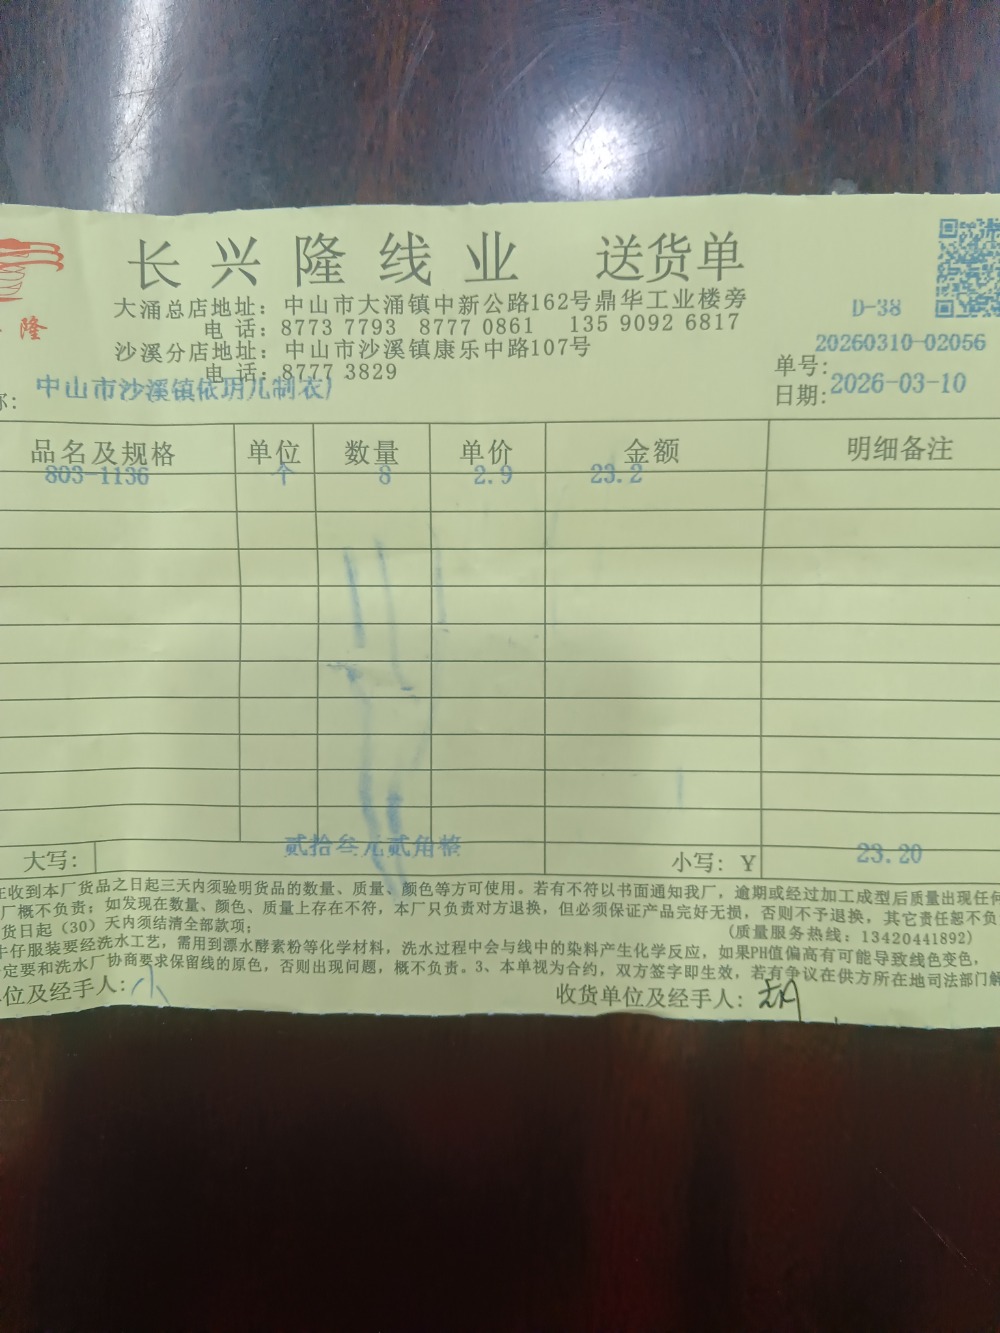 长兴隆线业 送货单
隆
大涌总店地址：中山市大涌镇中新公路162号鼎华工业楼旁
电 话：8773 7793 8777 0861 135 9092 6817
D-38
沙溪分店地址：中山市沙溪镇康乐中路107号
20260310-02056
单号：
电 话：8777 3829
中山市沙溪镇依玥儿制衣厂
日期：2026-03-10
称：
品名及规格 单位 数量 单价 金额 明细备注
803-1136 个 8 2.9 23.2
大写： 贰拾叁元贰角整 小写：￥ 23.20
在收到本厂货品之日起三天内须验明货品的数量、质量、颜色等方可使用。若有不符以书面通知我厂，逾期或经过加工成型后质量出现任何
厂概不负责；如发现在数量、颜色、质量上存在不符，本厂只负责对方退换，但必须保证产品完好无损，否则不予退换，其它责任恕不负
货日起（30）天内须结清全部款项； （质量服务热线：13420441892）
牛仔服装要经洗水工艺，需用到漂水酵素粉等化学材料，洗水过程中会与线中的染料产生化学反应，如果PH值偏高有可能导致线色变色，
定要和洗水厂协商要求保留线的原色，否则出现问题，概不负责。3、本单视为合约，双方签字即生效，若有争议在供方所在地司法部门解
单位及经手人： 收货单位及经手人：